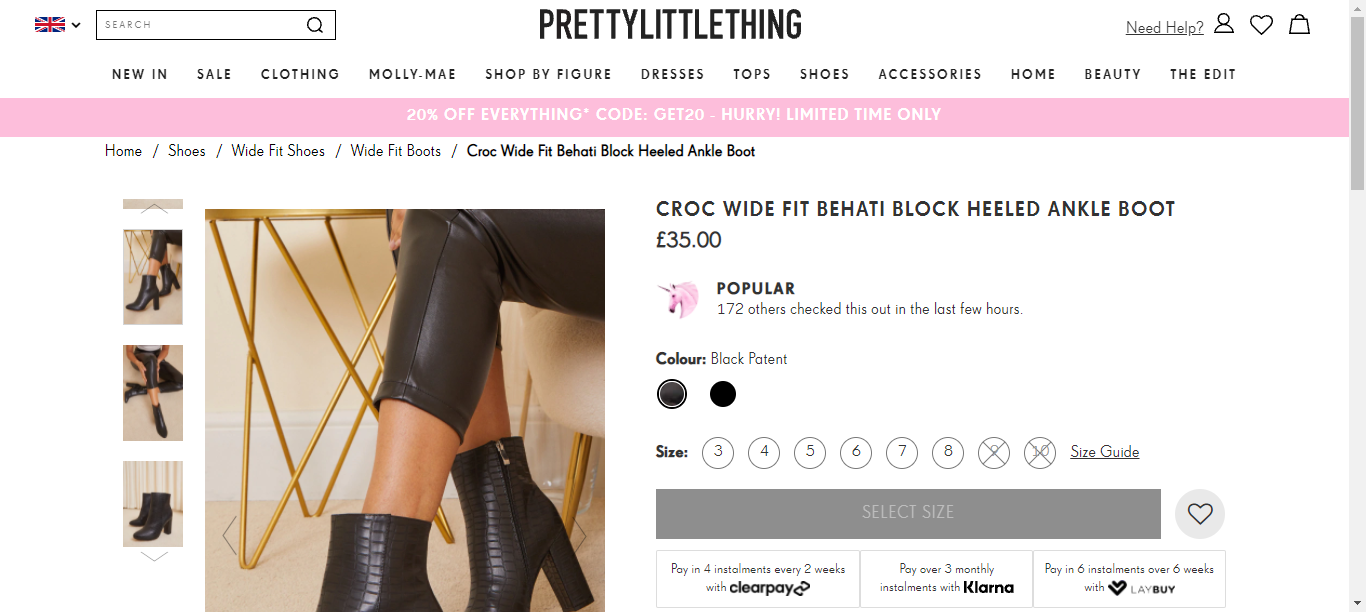 SEARCH
PRETTYLITTLETHING
Need Help?
NEW IN SALE CLOTHING MOLLY-MAE SHOP BY FIGURE DRESSES TOPS SHOES ACCESSORIES HOME BEAUTY THE EDIT
20% OFF EVERYTHING* CODE: GET20 - HURRY! LIMITED TIME ONLY
Home / Shoes / Wide Fit Shoes / Wide Fit Boots / Croc Wide Fit Behati Block Heeled Ankle Boot
CROC WIDE FIT BEHATI BLOCK HEELED ANKLE BOOT
£35.00
POPULAR
172 others checked this out in the last few hours.
Colour: Black Patent
Size: 3 4 5 6 7 8 9 10 Size Guide
SELECT SIZE
Pay in 4 instalments every 2 weeks
with clearpay
Pay over 3 monthly
instalments with Klarna
Pay in 6 instalments over 6 weeks
with LAYBUY